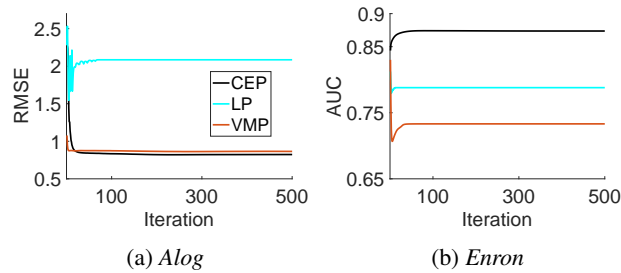 RMSE
2.5
2
1.5
1
0.5
100
300
500
Iteration
CEP
LP
VMP
(a) Alog
AUC
0.9
0.85
0.75
0.65
100
300
500
Iteration
(b) Enron